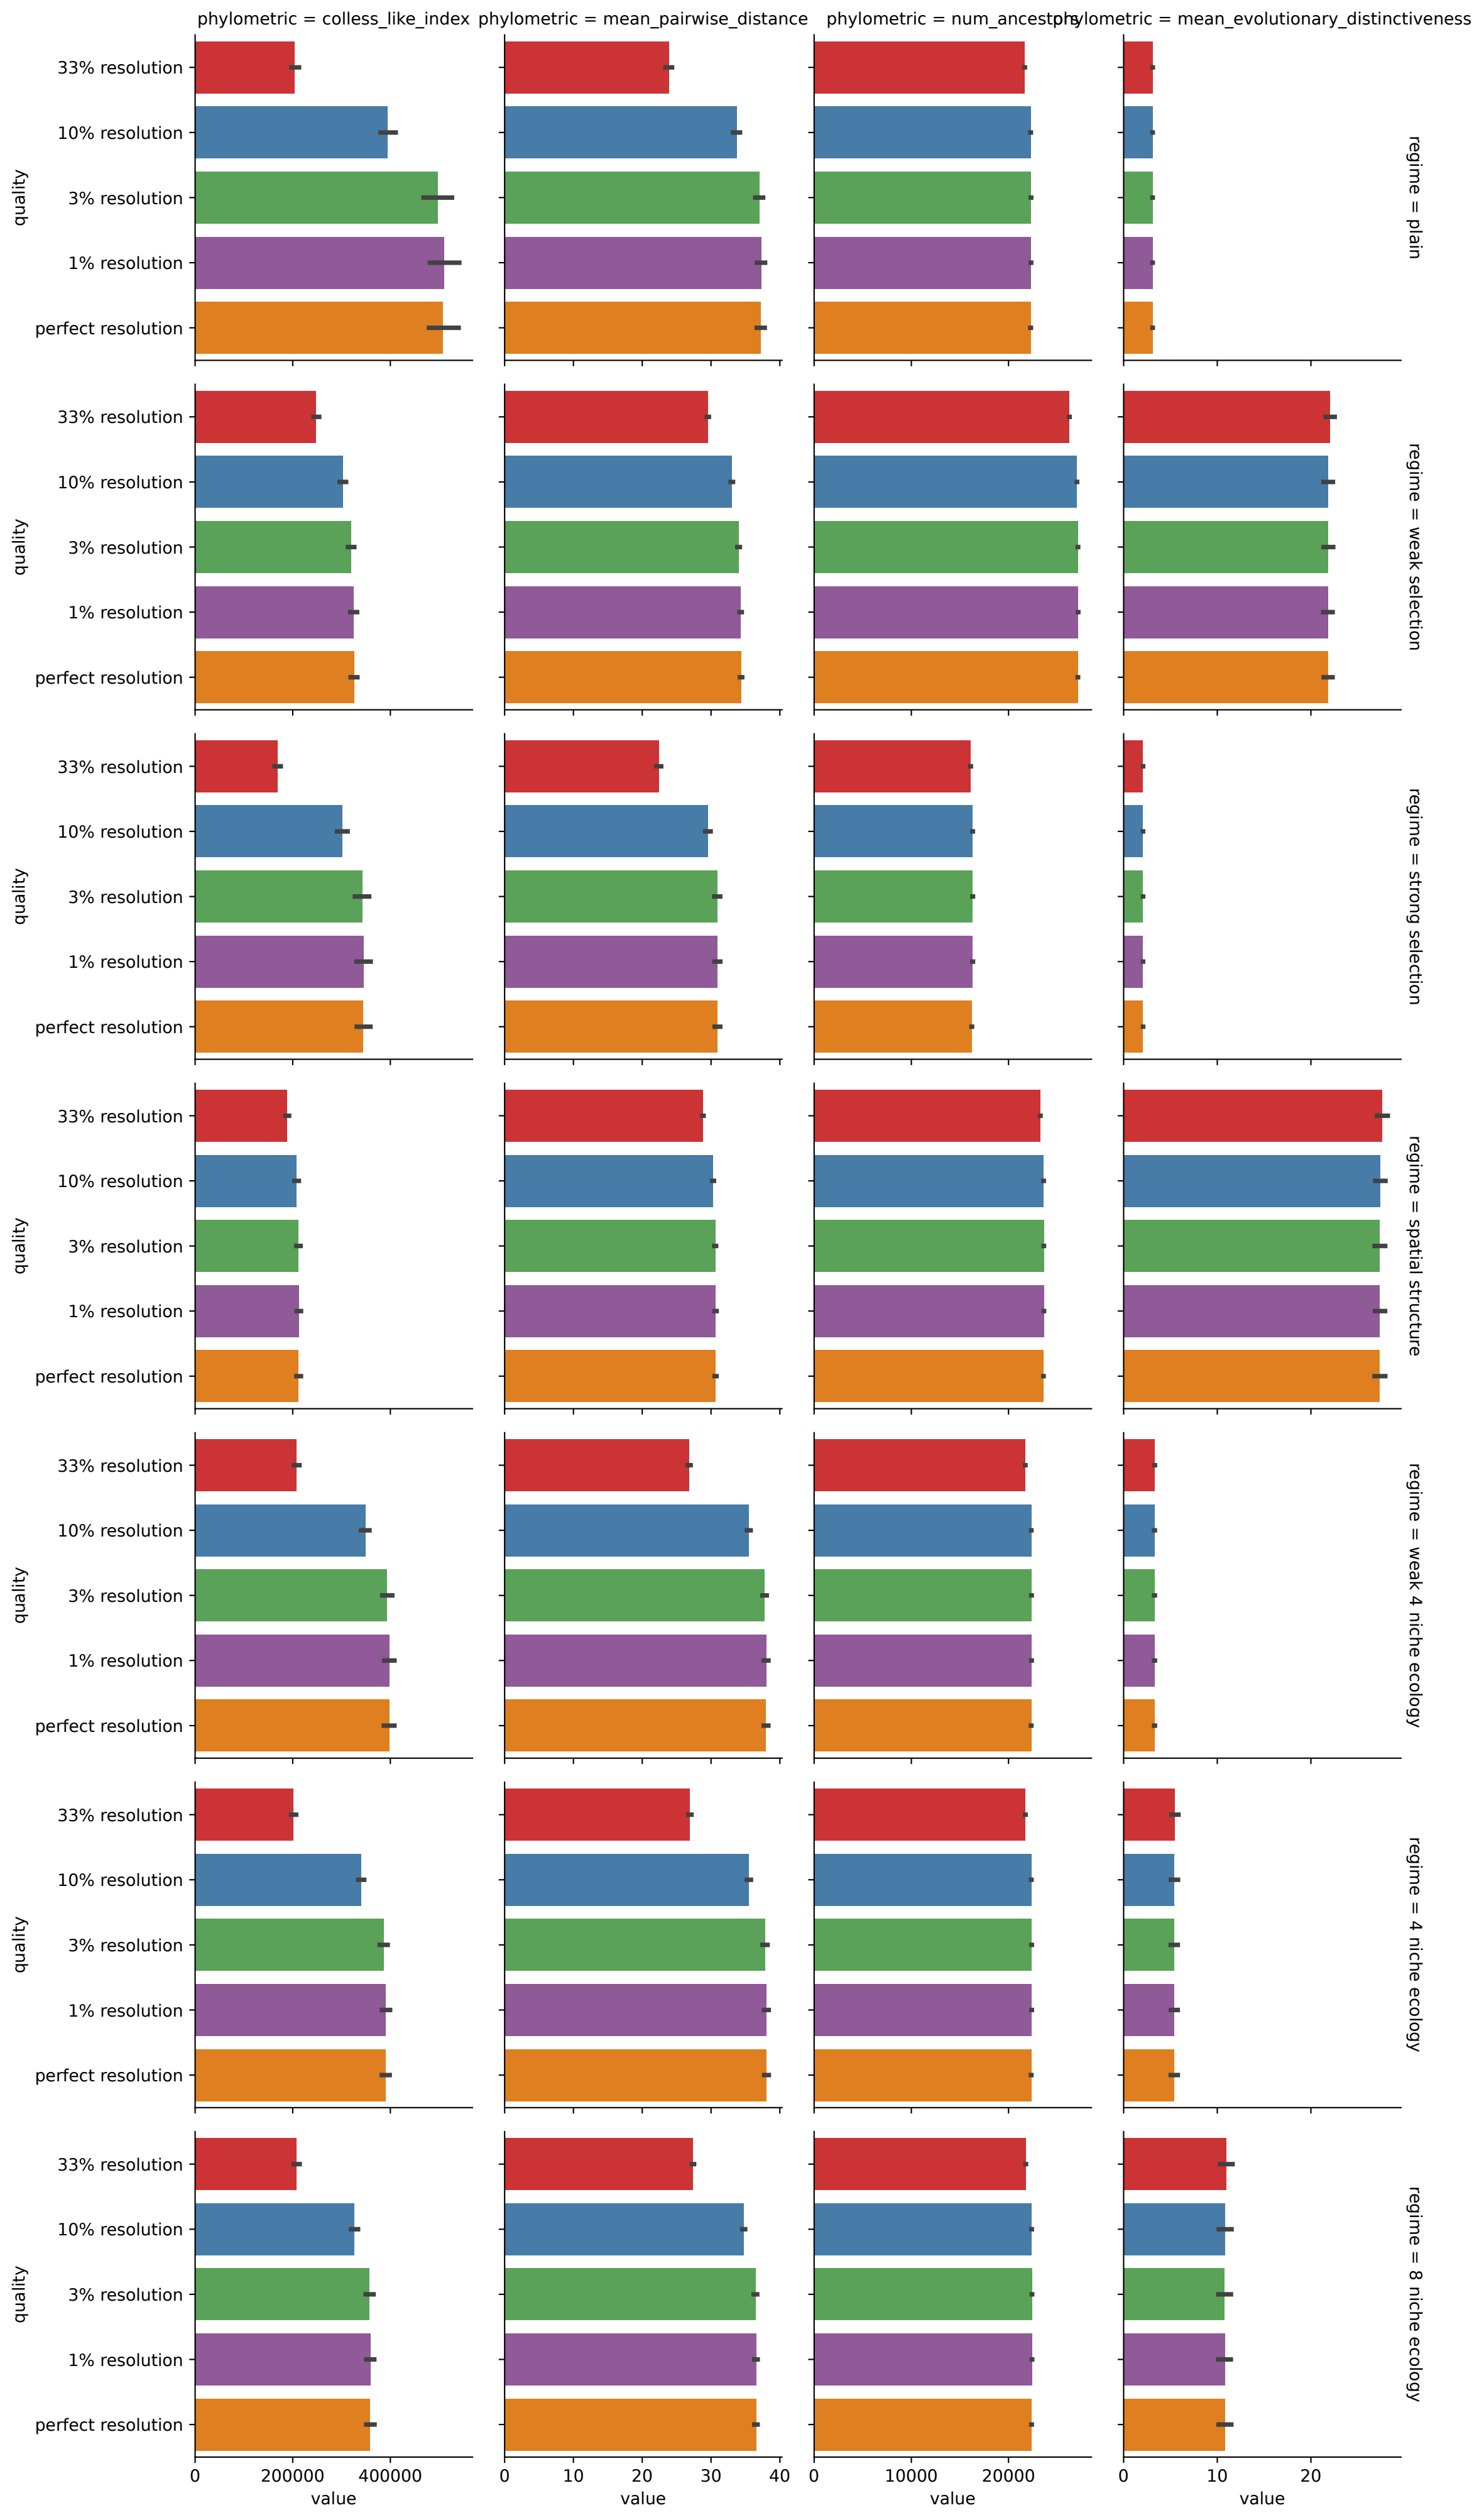 phylometric = colless_like_index
phylometric = mean_pairwise_distance
phylometric = num_ancestors
phylometric = mean_evolutionary_distinctiveness
quality
33% resolution
10% resolution
3% resolution
1% resolution
perfect resolution
regime = plain
quality
33% resolution
10% resolution
3% resolution
1% resolution
perfect resolution
regime = weak selection
quality
33% resolution
10% resolution
3% resolution
1% resolution
perfect resolution
regime = strong selection
quality
33% resolution
10% resolution
3% resolution
1% resolution
perfect resolution
regime = spatial structure
quality
33% resolution
10% resolution
3% resolution
1% resolution
perfect resolution
regime = weak 4 niche ecology
quality
33% resolution
10% resolution
3% resolution
1% resolution
perfect resolution
regime = 4 niche ecology
quality
33% resolution
10% resolution
3% resolution
1% resolution
perfect resolution
regime = 8 niche ecology
0 200000 400000
value
0 10 20 30 40
value
0 10000 20000
value
0 10 20
value